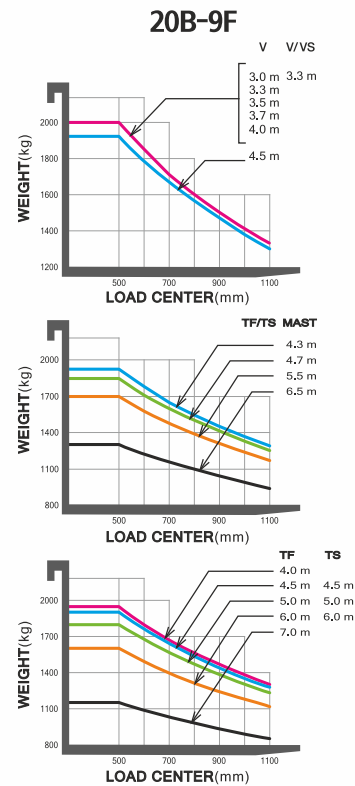 20B-9F
V V/VS
3.0 m 3.3 m
3.3 m
3.5 m
3.7 m
4.0 m
4.5 m
WEIGHT(kg)
2000
1800
1600
1400
1200
500 700 900 1100
LOAD CENTER(mm)
TF/TS MAST
4.3 m
4.7 m
5.5 m
6.5 m
WEIGHT(kg)
2000
1700
1400
1100
800
500 700 900 1100
LOAD CENTER(mm)
TF TS
4.0 m
4.5 m 4.5 m
5.0 m 5.0 m
6.0 m 6.0 m
7.0 m
WEIGHT(kg)
2000
1700
1400
1100
800
500 700 900 1100
LOAD CENTER(mm)